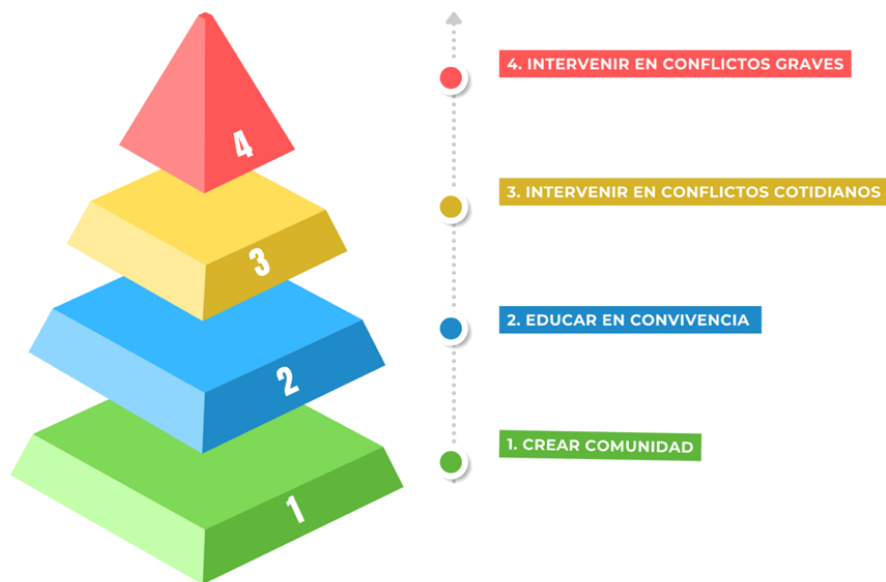 4
4. INTERVENIR EN CONFLICTOS GRAVES
3
3. INTERVENIR EN CONFLICTOS COTIDIANOS
2
2. EDUCAR EN CONVIVENCIA
1
1. CREAR COMUNIDAD